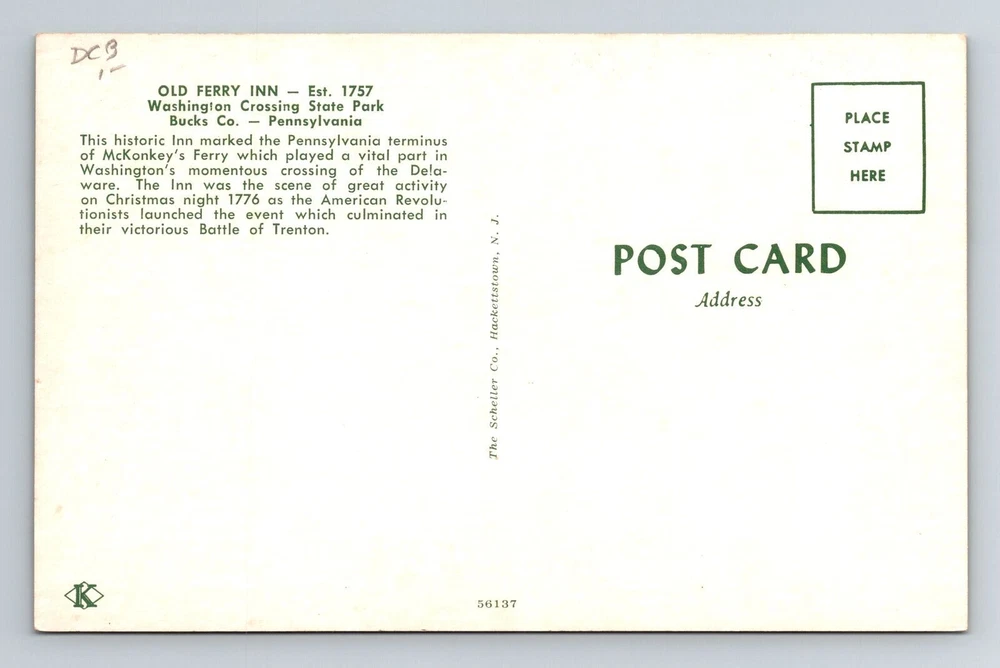 DCB
1-
OLD FERRY INN — Est. 1757
Washington Crossing State Park
Bucks Co. — Pennsylvania
This historic Inn marked the Pennsylvania terminus
of McKonkey's Ferry which played a vital part in
Washington's momentous crossing of the Dela-
ware. The Inn was the scene of great activity
on Christmas night 1776 as the American Revolu-
tionists launched the event which culminated in
their victorious Battle of Trenton.
The Scheller Co., Hackettstown, N. J.
PLACE
STAMP
HERE
POST CARD
Address
K
56137